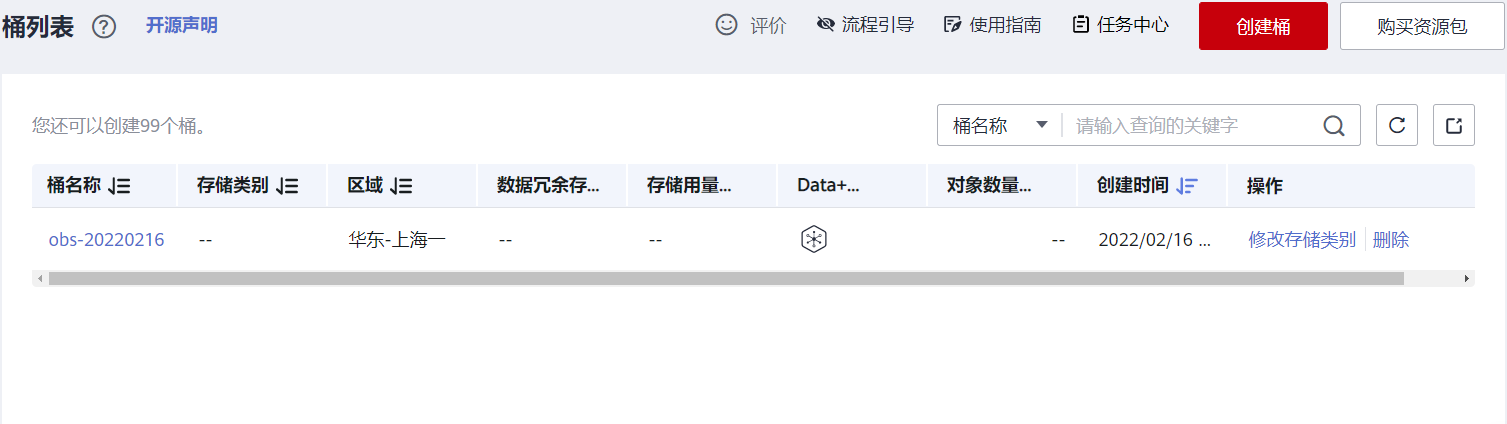 桶列表 开源声明 评价 流程引导 使用指南 任务中心 创建桶 购买资源包
您还可以创建99个桶。 桶名称 请输入查询的关键字
桶名称 存储类别 区域 数据冗余存... 存储用量... Data+... 对象数量... 创建时间 操作
obs-20220216 -- 华东-上海一 -- -- -- 2022/02/16 ... 修改存储类别 删除